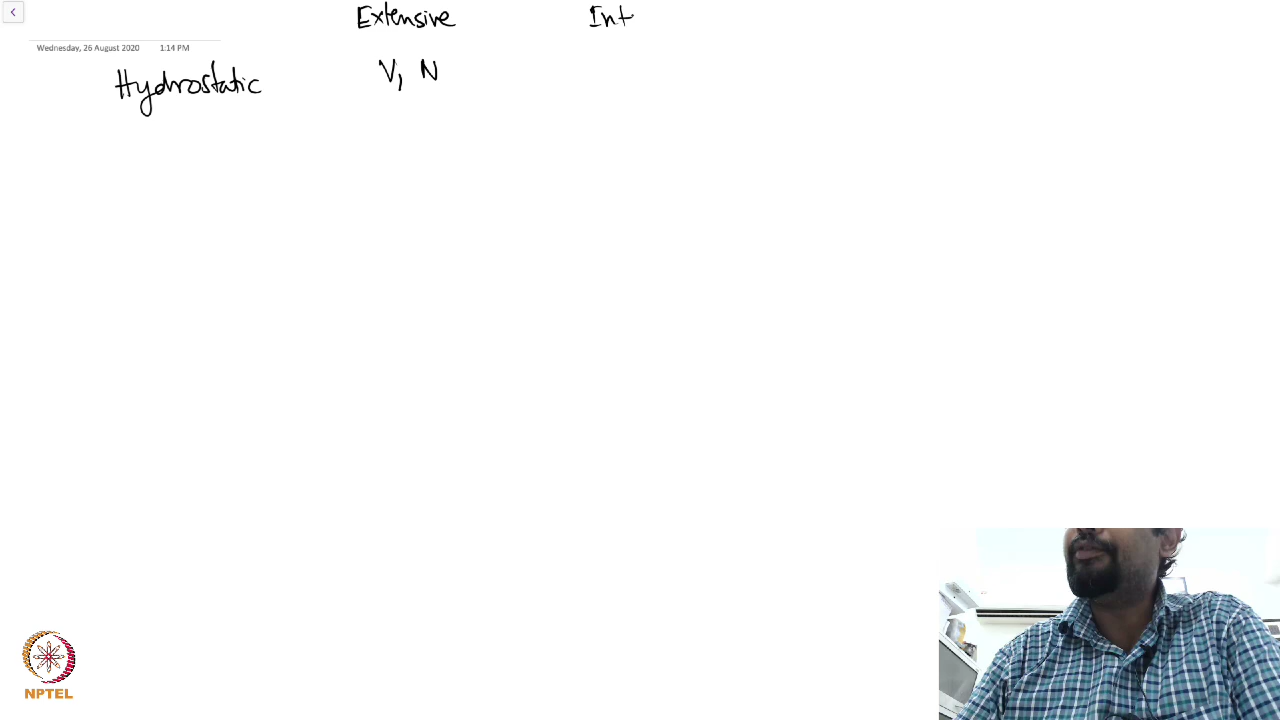 Extensive Int
Wednesday, 26 August 2020 1:14 PM
Hydrostatic V, N
NPTEL